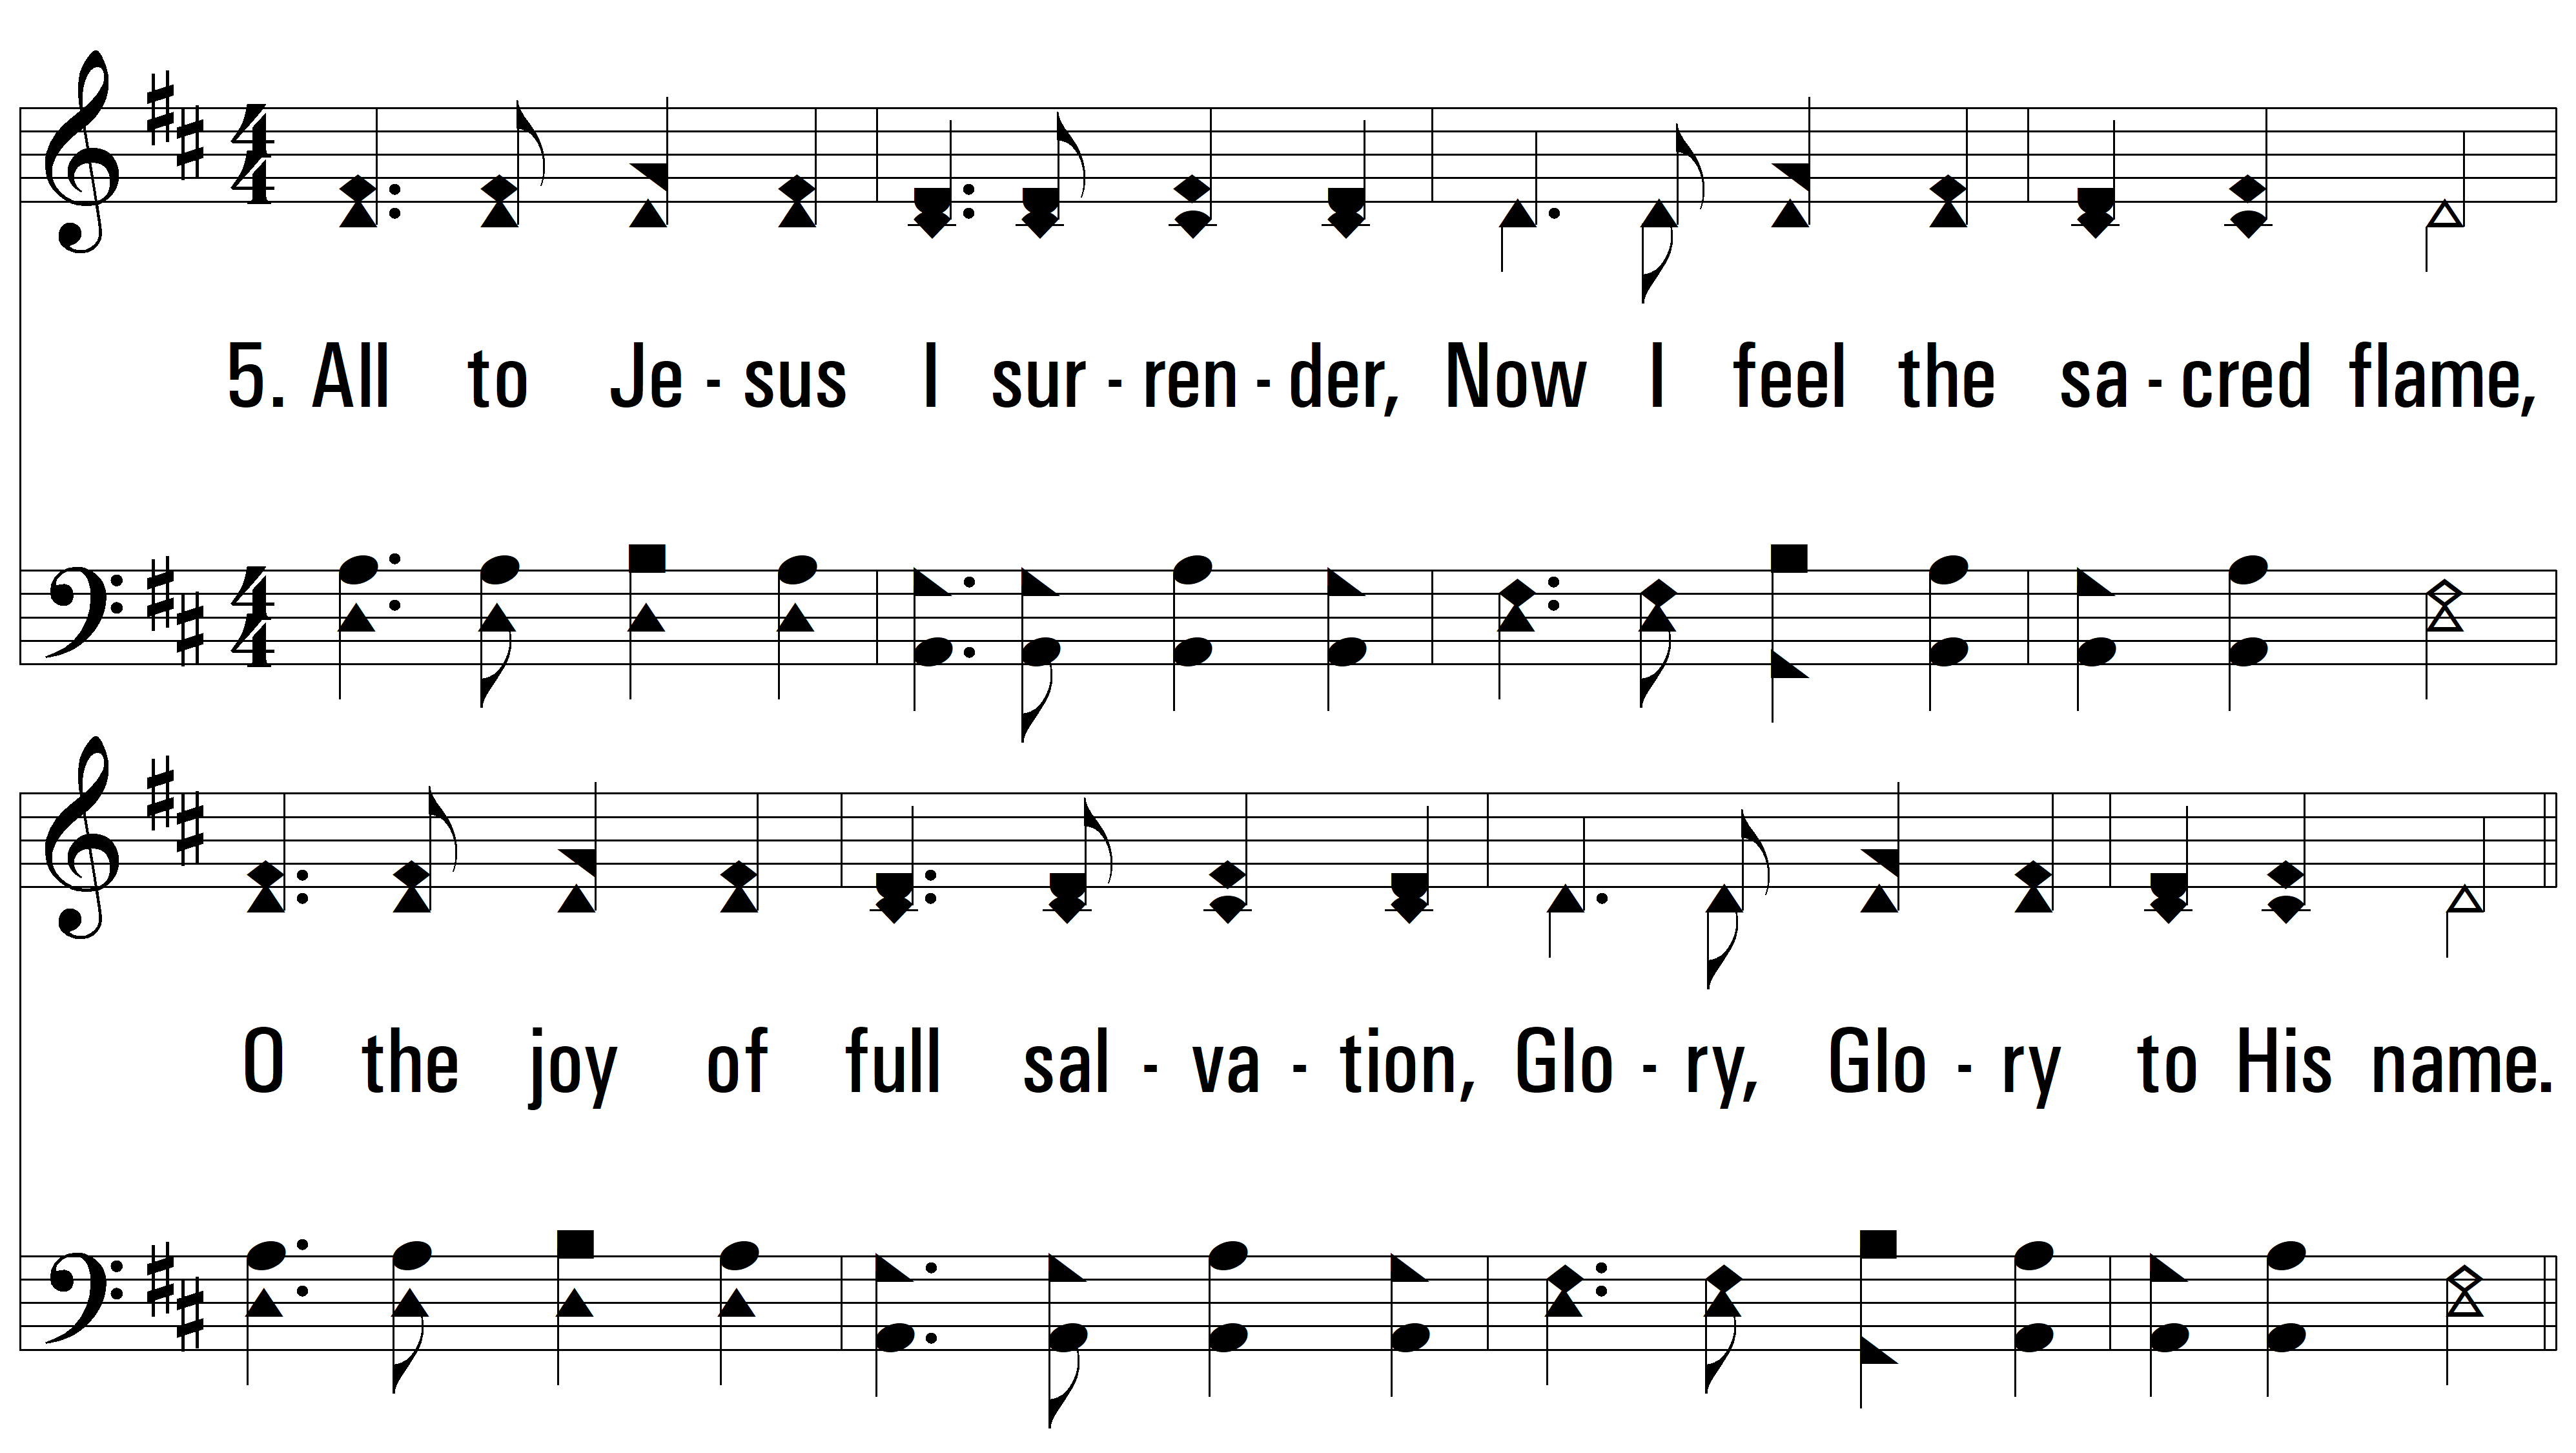 5. All to Je - sus I sur - ren - der, Now I feel the sa - cred flame,
O the joy of full sal - va - tion, Glo - ry, Glo - ry to His name.